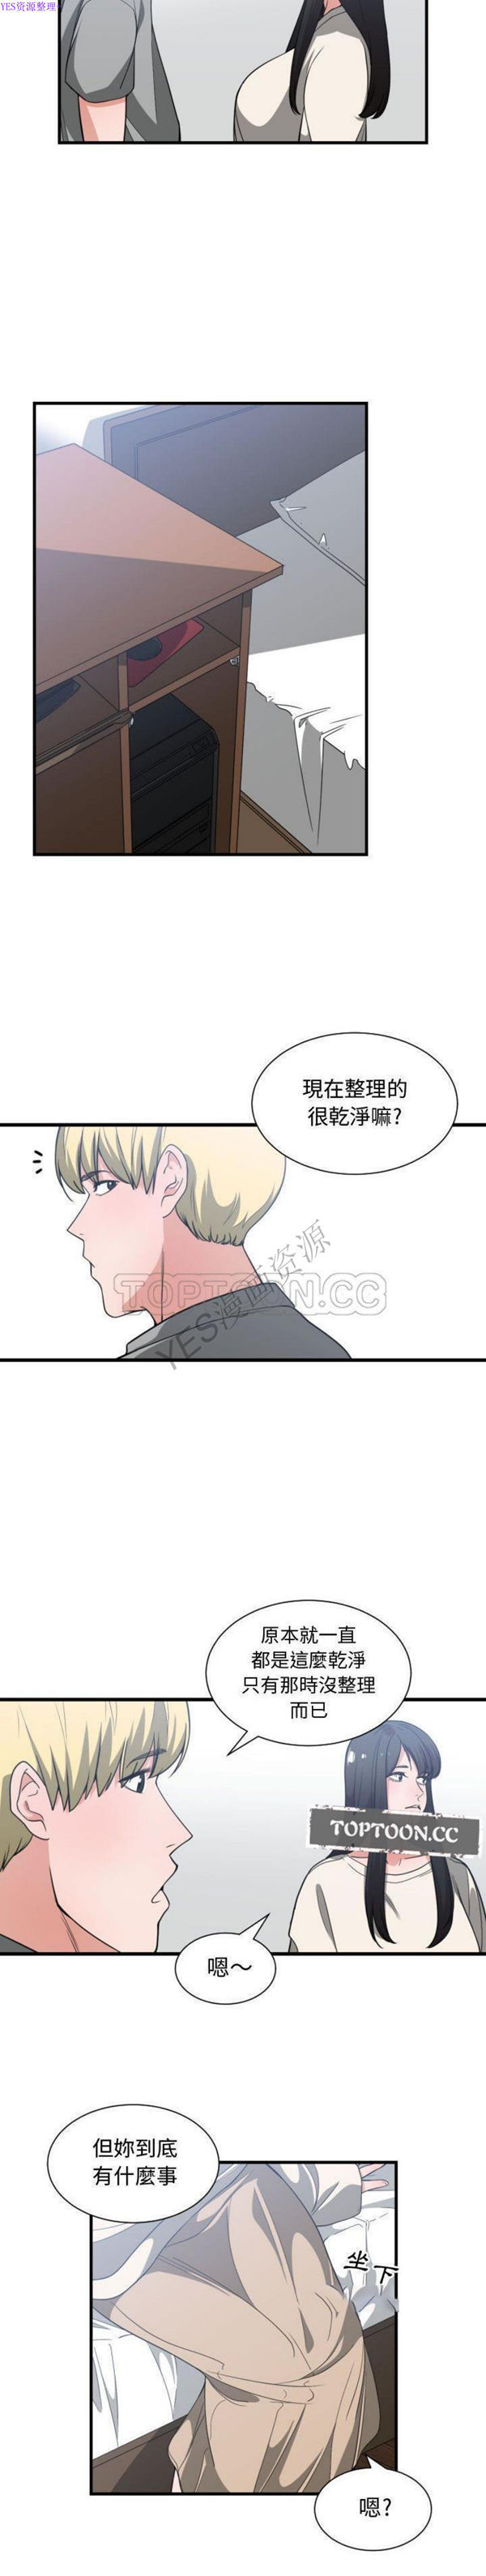 YES资源整理
現在整理的
很乾淨嘛?
TOPTOON.CC
YES漫画资源
原本就一直
都是這麼乾淨
只有那時沒整理
而已
TOPTOON.CC
嗯～
但妳到底
有什麼事
坐下
嗯?